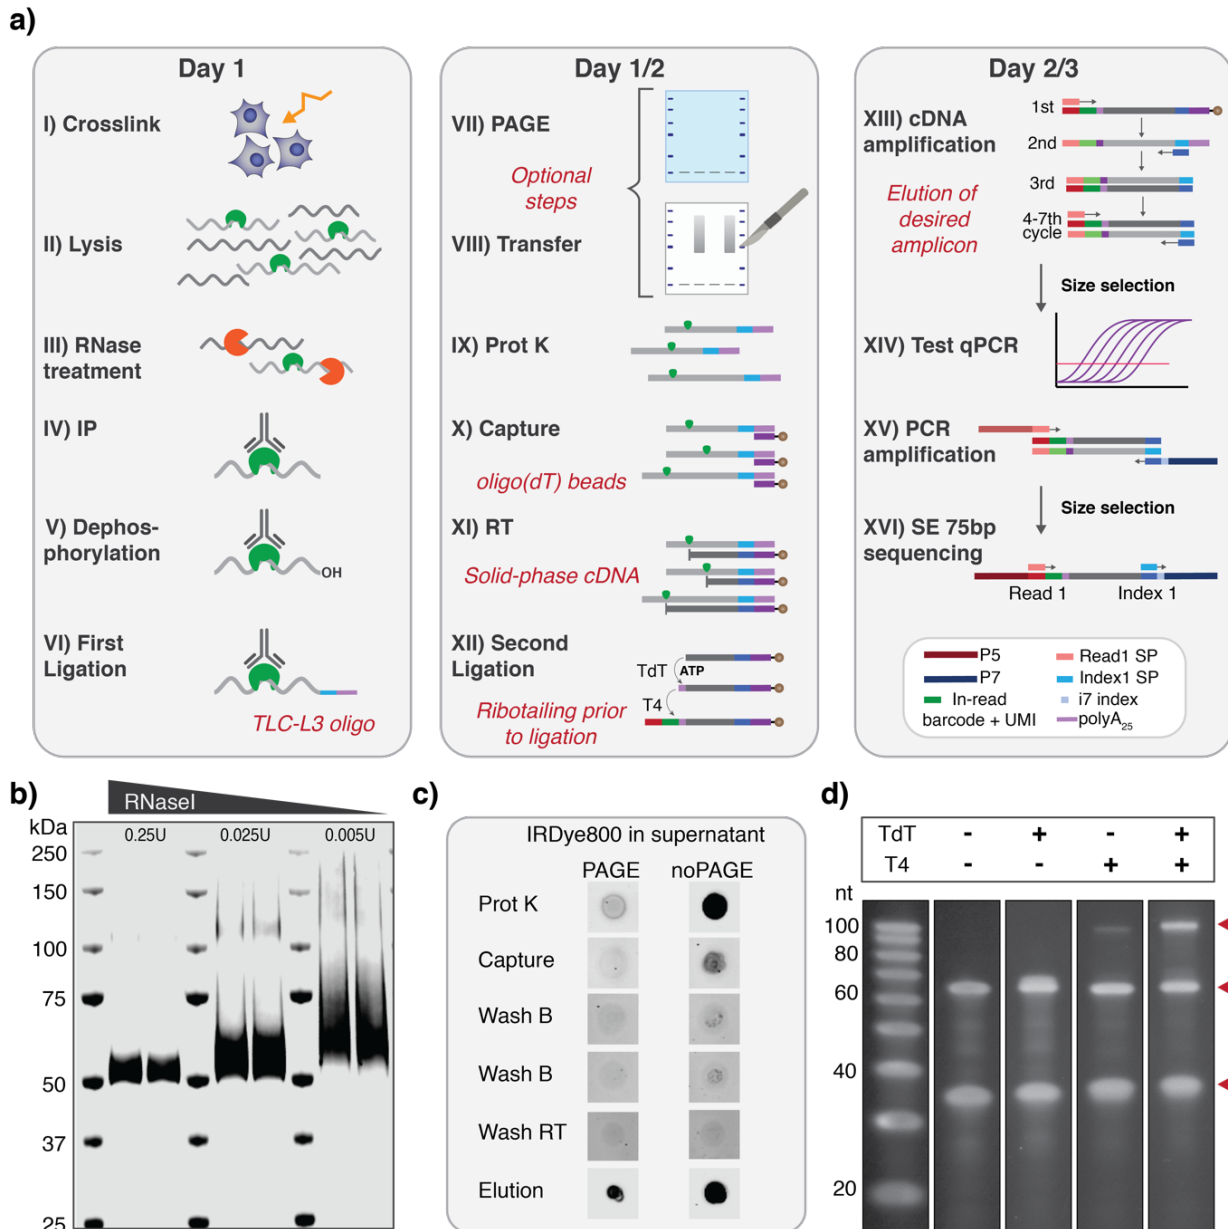 a)
Day 1
I) Crosslink
II) Lysis
III) RNase
treatment
IV) IP
V) Dephos-
phorylation
OH
VI) First
Ligation
TLC-L3 oligo
Day 1/2
VII) PAGE
Optional
steps
VIII) Transfer
IX) Prot K
X) Capture
oligo(dT) beads
XI) RT
Solid-phase cDNA
XII) Second
Ligation
TdT
ATP
T4
Ribotailing prior
to ligation
Day 2/3
XIII) cDNA
amplification
1st
2nd
3rd
4-7th
cycle
Elution of
desired
amplicon
Size selection
XIV) Test qPCR
XV) PCR
amplification
Size selection
XVI) SE 75bp
sequencing
Read 1
Index 1
P5
P7
In-read
barcode + UMI
Read1 SP
Index1 SP
i7 index
polyA25
b)
RNaseI
kDa
0.25U
0.025U
0.005U
250
150
100
75
50
37
25
c)
IRDye800 in supernatant
PAGE
noPAGE
Prot K
Capture
Wash B
Wash B
Wash RT
Elution
d)
TdT - + - +
T4 - - + +
nt
100
80
60
40
20